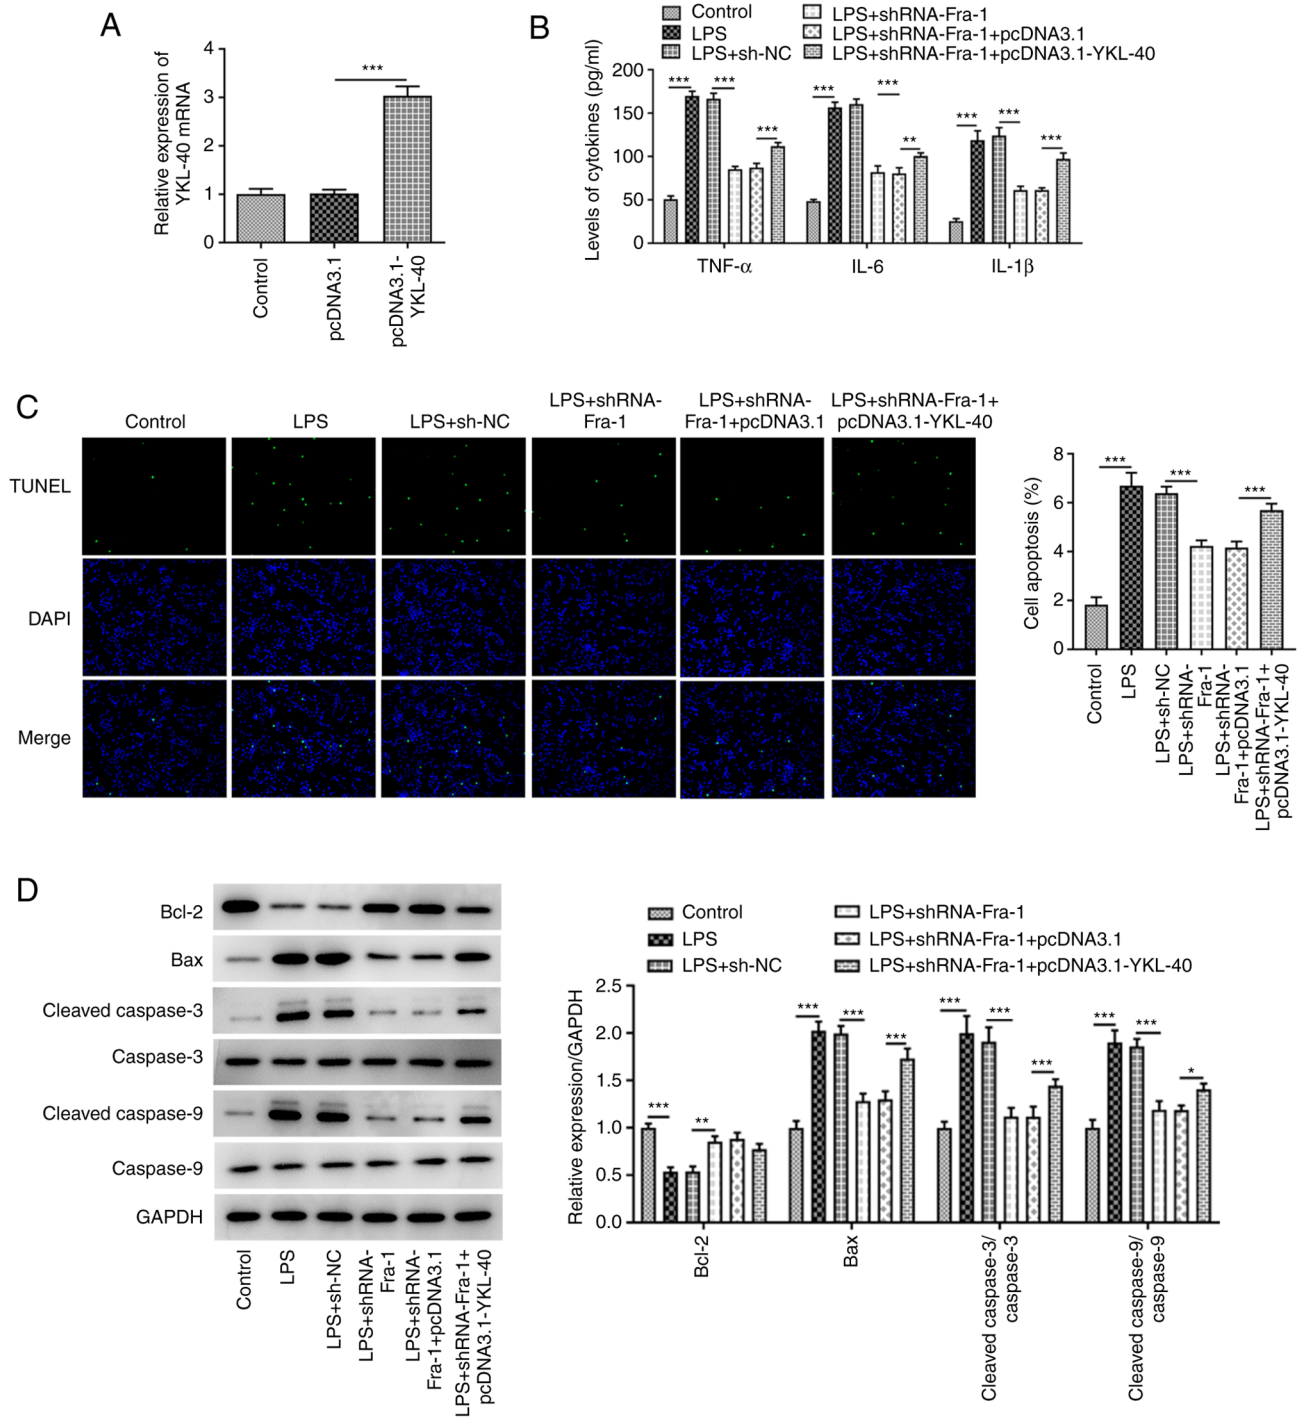 A
Relative expression of
YKL-40 mRNA
4
3
2
1
0
***
Control
pcDNA3.1
pcDNA3.1-
YKL-40
B
Control
LPS
LPS+sh-NC
LPS+shRNA-Fra-1
LPS+shRNA-Fra-1+pcDNA3.1
LPS+shRNA-Fra-1+pcDNA3.1-YKL-40
Levels of cytokines (pg/ml)
200
150
100
50
0
*** *** ***
*** *** **
*** *** ***
TNF-α
IL-6
IL-1β
C
Control
LPS
LPS+sh-NC
LPS+shRNA-
Fra-1
LPS+shRNA-
Fra-1+pcDNA3.1
LPS+shRNA-Fra-1+
pcDNA3.1-YKL-40
TUNEL
DAPI
Merge
Cell apoptosis (%)
8
6
4
2
0
*** *** ***
Control
LPS
LPS+sh-NC
LPS+shRNA-
Fra-1
LPS+shRNA-
Fra-1+pcDNA3.1
LPS+shRNA-Fra-1+
pcDNA3.1-YKL-40
D
Bcl-2
Bax
Cleaved caspase-3
Caspase-3
Cleaved caspase-9
Caspase-9
GAPDH
Control
LPS
LPS+sh-NC
LPS+shRNA-
Fra-1
LPS+shRNA-
Fra-1+pcDNA3.1
LPS+shRNA-Fra-1+
pcDNA3.1-YKL-40
Control
LPS
LPS+sh-NC
LPS+shRNA-Fra-1
LPS+shRNA-Fra-1+pcDNA3.1
LPS+shRNA-Fra-1+pcDNA3.1-YKL-40
Relative expression/GAPDH
2.5
2.0
1.5
1.0
0.5
0.0
*** **
*** *** ***
*** *** ***
*** *** *
Bcl-2
Bax
Cleaved caspase-3/
caspase-3
Cleaved caspase-9/
caspase-9